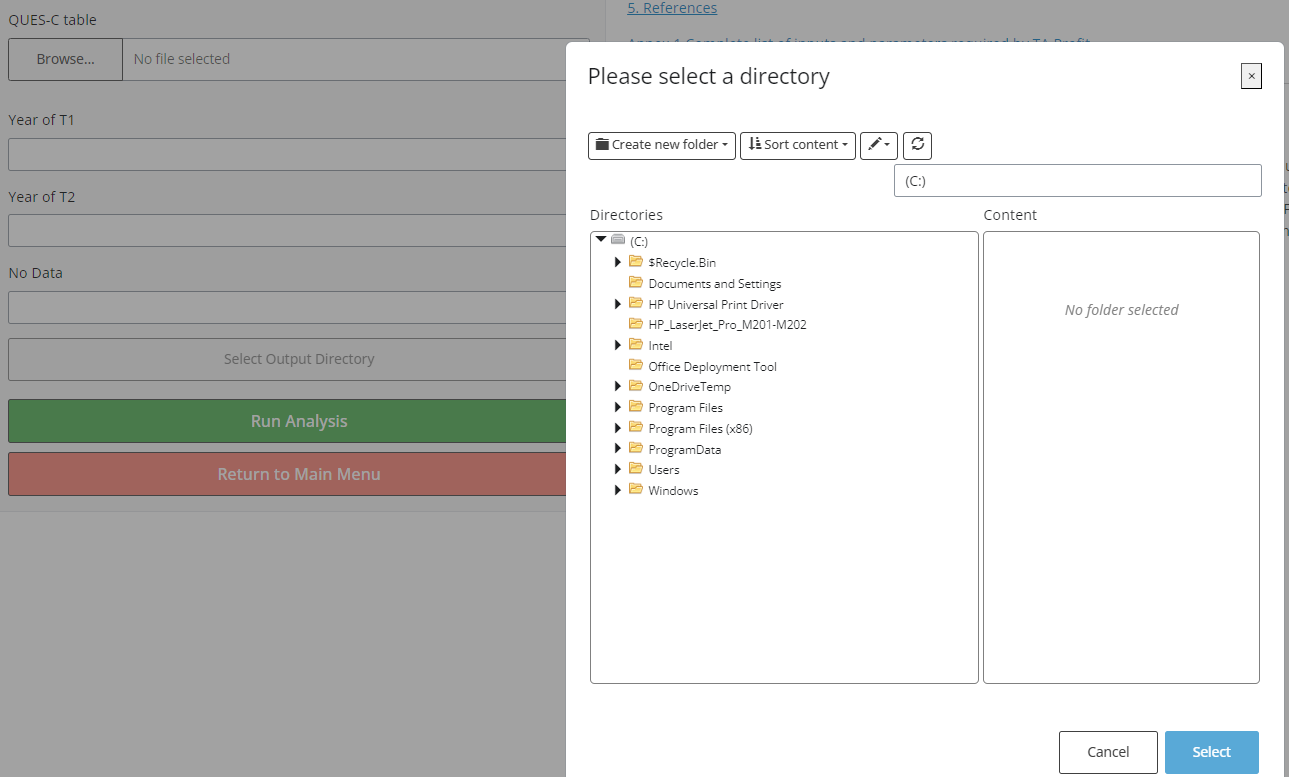 QUES-C table
Browse...
No file selected
Year of T1
Year of T2
No Data
Select Output Directory
Run Analysis
Return to Main Menu
5. References
Annex 1 Complete list of inputs and parameters required by TA Profit
Please select a directory
×
Create new folder
Sort content
(C:)
Directories
Content
(C:)
$Recycle.Bin
Documents and Settings
HP Universal Print Driver
HP_LaserJet_Pro_M201-M202
Intel
Office Deployment Tool
OneDriveTemp
Program Files
Program Files (x86)
ProgramData
Users
Windows
No folder selected
Cancel
Select